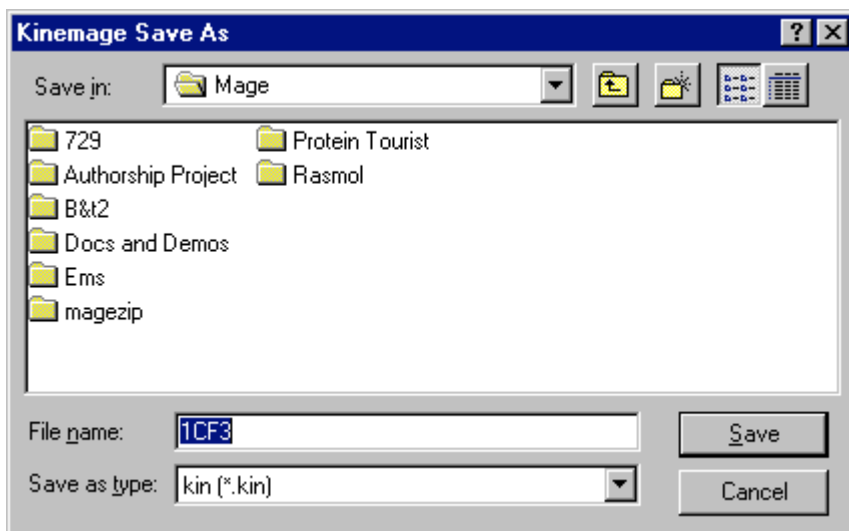 Kinemage Save As
Save in: Mage
729 Protein Tourist
Authorship Project Rasmol
B&t2
Docs and Demos
Ems
magezip
File name: 1CF3 Save
Save as type: kin (*.kin) Cancel